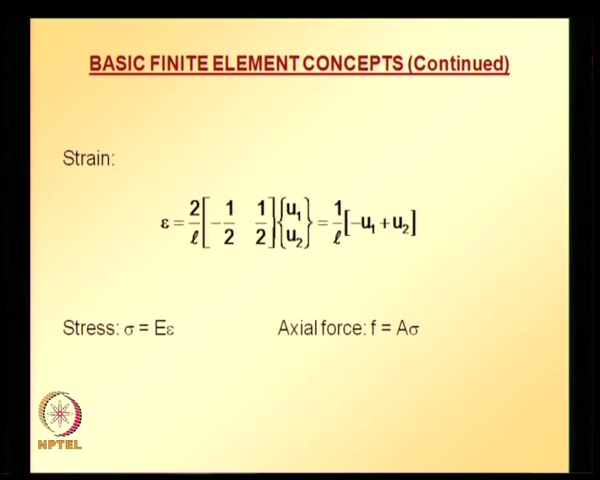 BASIC FINITE ELEMENT CONCEPTS (Continued)
Strain:
ε = 2/ℓ [-1/2 1/2] {u₁ u₂} = 1/ℓ [-u₁ + u₂]
Stress: σ = Eε Axial force: f = Aσ
NPTEL